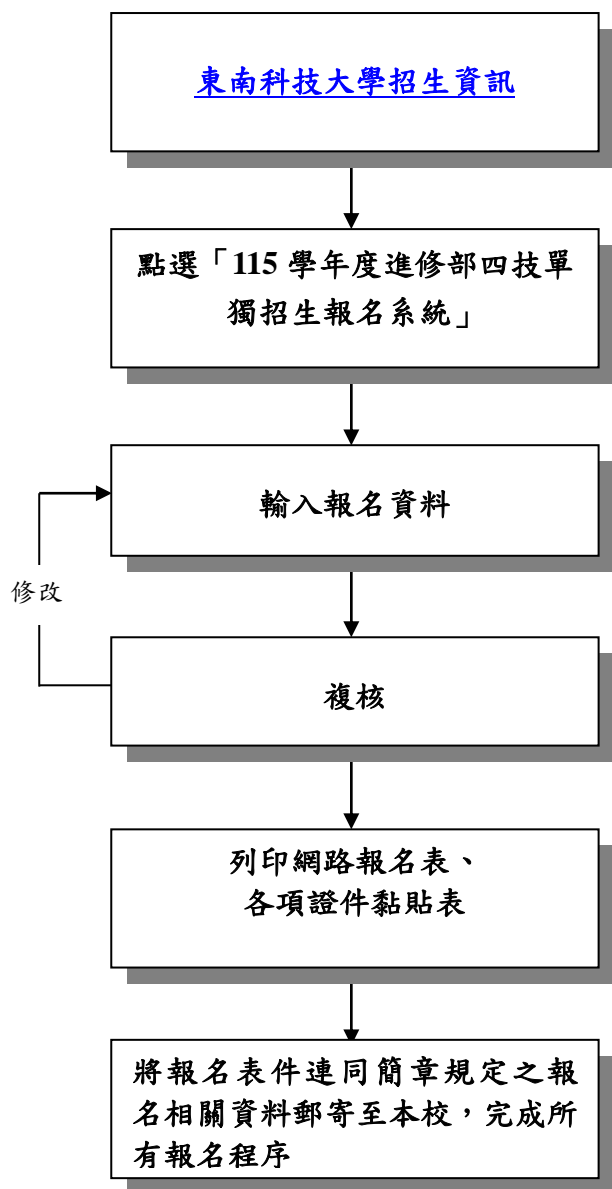 東南科技大學招生資訊
點選「115 學年度進修部四技單
獨招生報名系統」
輸入報名資料
修改
複核
列印網路報名表、
各項證件黏貼表
將報名表件連同簡章規定之報
名相關資料郵寄至本校，完成所
有報名程序